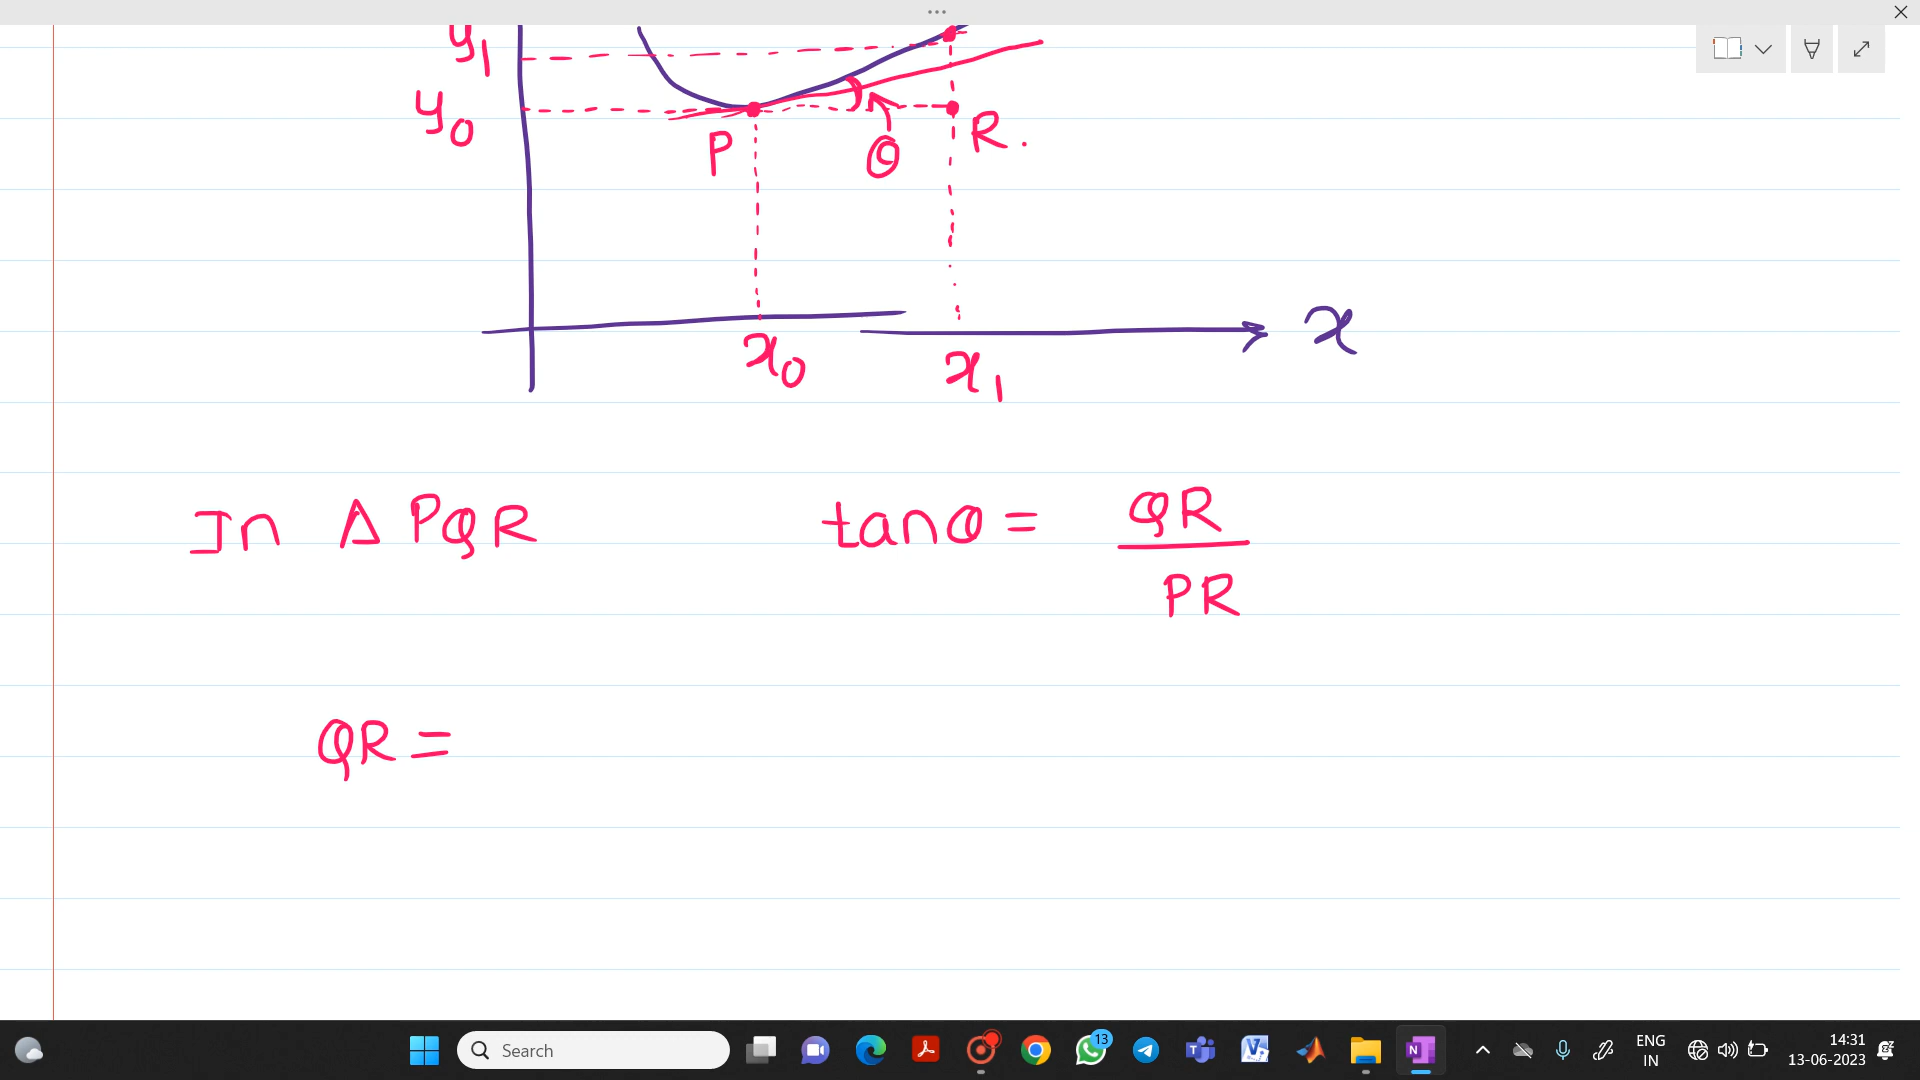 y1
y0
P
θ
R.
x
x0
x1
In Δ PQR tanθ = QR
PR
QR =
Search
13
ENG
IN
14:31
13-06-2023